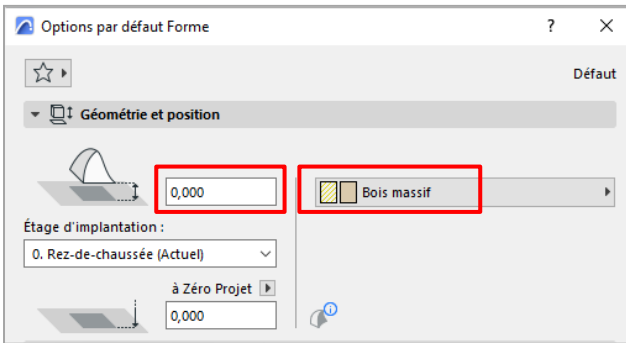 Options par défaut Forme
?
Défaut
Géométrie et position
0,000
Bois massif
Étage d'implantation :
0. Rez-de-chaussée (Actuel)
à Zéro Projet
0,000